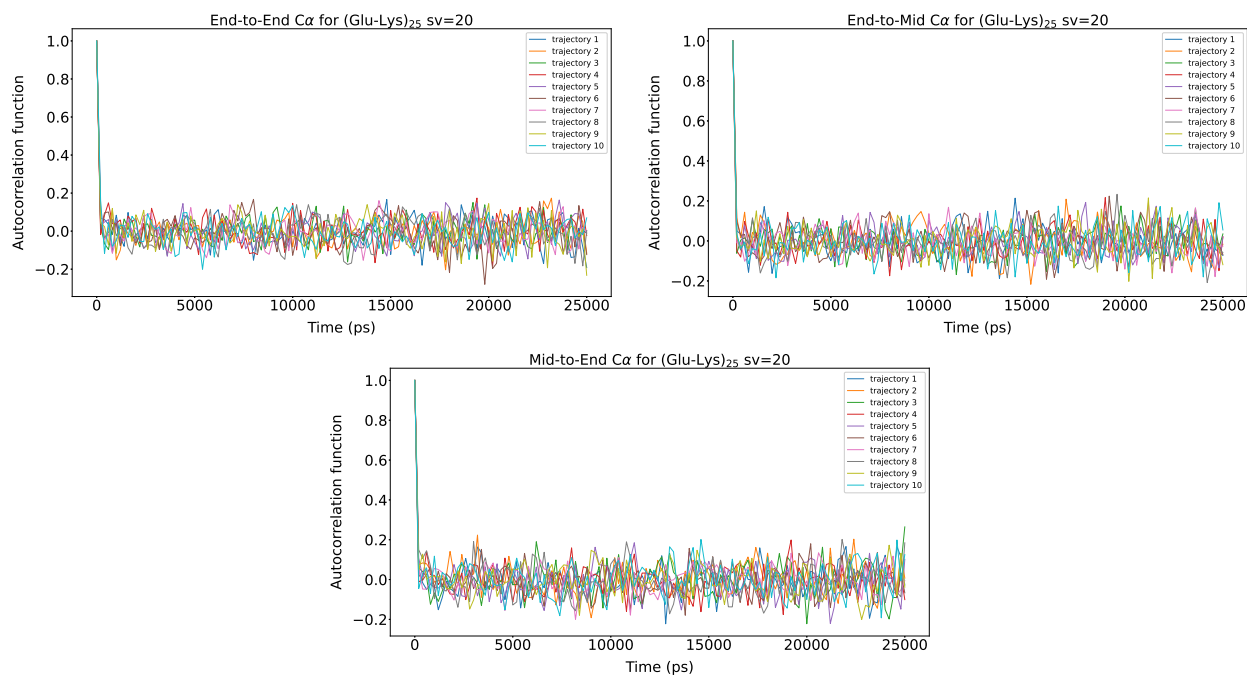 End-to-End Cα for (Glu-Lys)₂₅ sv=20
Autocorrelation function
1.0
0.8
0.6
0.4
0.2
0.0
−0.2
trajectory 1
trajectory 2
trajectory 3
trajectory 4
trajectory 5
trajectory 6
trajectory 7
trajectory 8
trajectory 9
trajectory 10
0 5000 10000 15000 20000 25000
Time (ps)
End-to-Mid Cα for (Glu-Lys)₂₅ sv=20
Autocorrelation function
1.0
0.8
0.6
0.4
0.2
0.0
−0.2
trajectory 1
trajectory 2
trajectory 3
trajectory 4
trajectory 5
trajectory 6
trajectory 7
trajectory 8
trajectory 9
trajectory 10
0 5000 10000 15000 20000 25000
Time (ps)
Mid-to-End Cα for (Glu-Lys)₂₅ sv=20
Autocorrelation function
1.0
0.8
0.6
0.4
0.2
0.0
−0.2
trajectory 1
trajectory 2
trajectory 3
trajectory 4
trajectory 5
trajectory 6
trajectory 7
trajectory 8
trajectory 9
trajectory 10
0 5000 10000 15000 20000 25000
Time (ps)